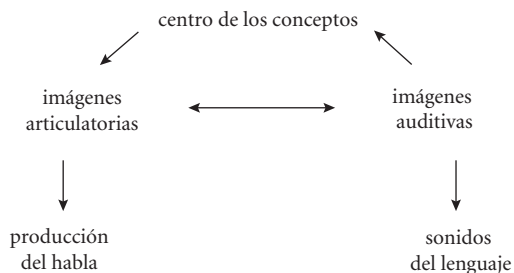 centro de los conceptos
imágenes
articulatorias
imágenes
auditivas
producción
del habla
sonidos
del lenguaje